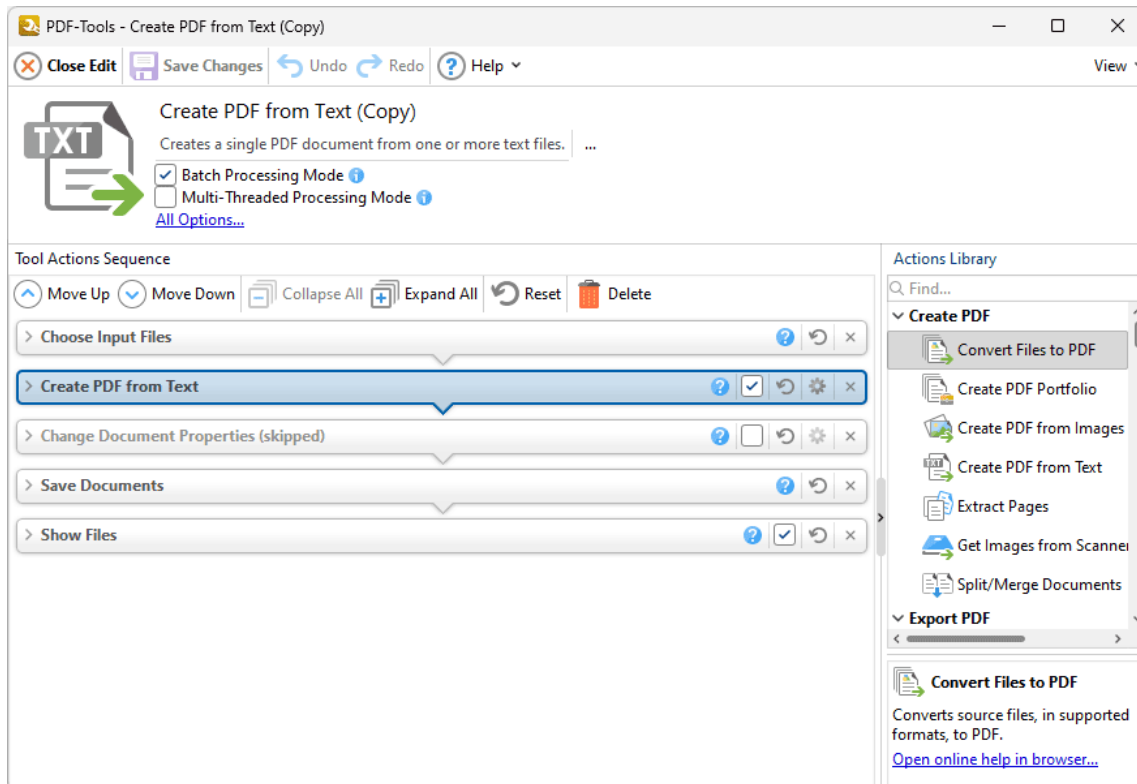 PDF-Tools - Create PDF from Text (Copy)
Close Edit Save Changes Undo Redo Help View
TXT
Create PDF from Text (Copy)
Creates a single PDF document from one or more text files. ...
Batch Processing Mode
Multi-Threaded Processing Mode
All Options...
Tool Actions Sequence
Move Up Move Down Collapse All Expand All Reset Delete
Choose Input Files
Create PDF from Text
Change Document Properties (skipped)
Save Documents
Show Files
Actions Library
Find...
Create PDF
Convert Files to PDF
Create PDF Portfolio
Create PDF from Images
TXT Create PDF from Text
Extract Pages
Get Images from Scanner
Split/Merge Documents
Export PDF
Convert Files to PDF
Converts source files, in supported
formats, to PDF.
Open online help in browser...